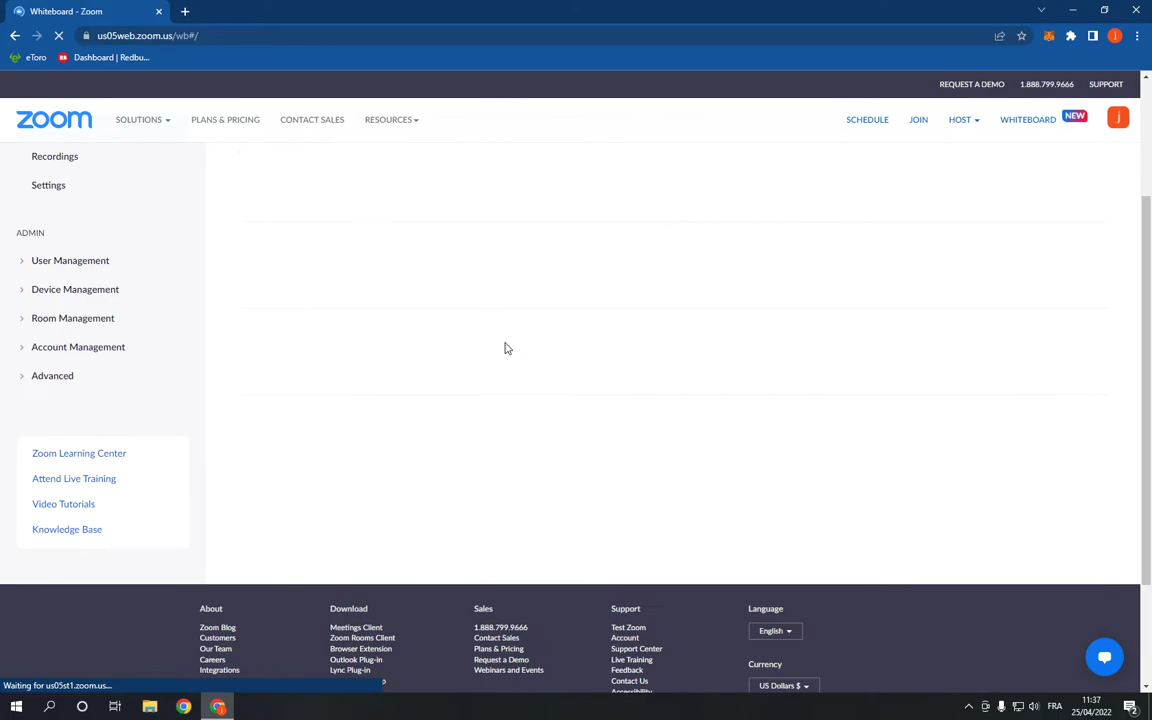 Whiteboard - Zoom
us05web.zoom.us/wb#/
eToro
Dashboard | Redbu...
REQUEST A DEMO
1.888.799.9666
SUPPORT
zoom
SOLUTIONS
PLANS & PRICING
CONTACT SALES
RESOURCES
SCHEDULE
JOIN
HOST
WHITEBOARD
NEW
j
j
Recordings
Settings
ADMIN
User Management
Device Management
Room Management
Account Management
Advanced
Zoom Learning Center
Attend Live Training
Video Tutorials
Knowledge Base
About
Zoom Blog
Customers
Our Team
Careers
Integrations
Download
Meetings Client
Zoom Rooms Client
Browser Extension
Outlook Plug-in
Lync Plug-in
Sales
1.888.799.9666
Contact Sales
Plans & Pricing
Request a Demo
Webinars and Events
Support
Test Zoom
Account
Support Center
Live Training
Feedback
Contact Us
Accessibility
Language
English
Currency
US Dollars $
Waiting for us05st1.zoom.us...
FRA
11:37
25/04/2022
2